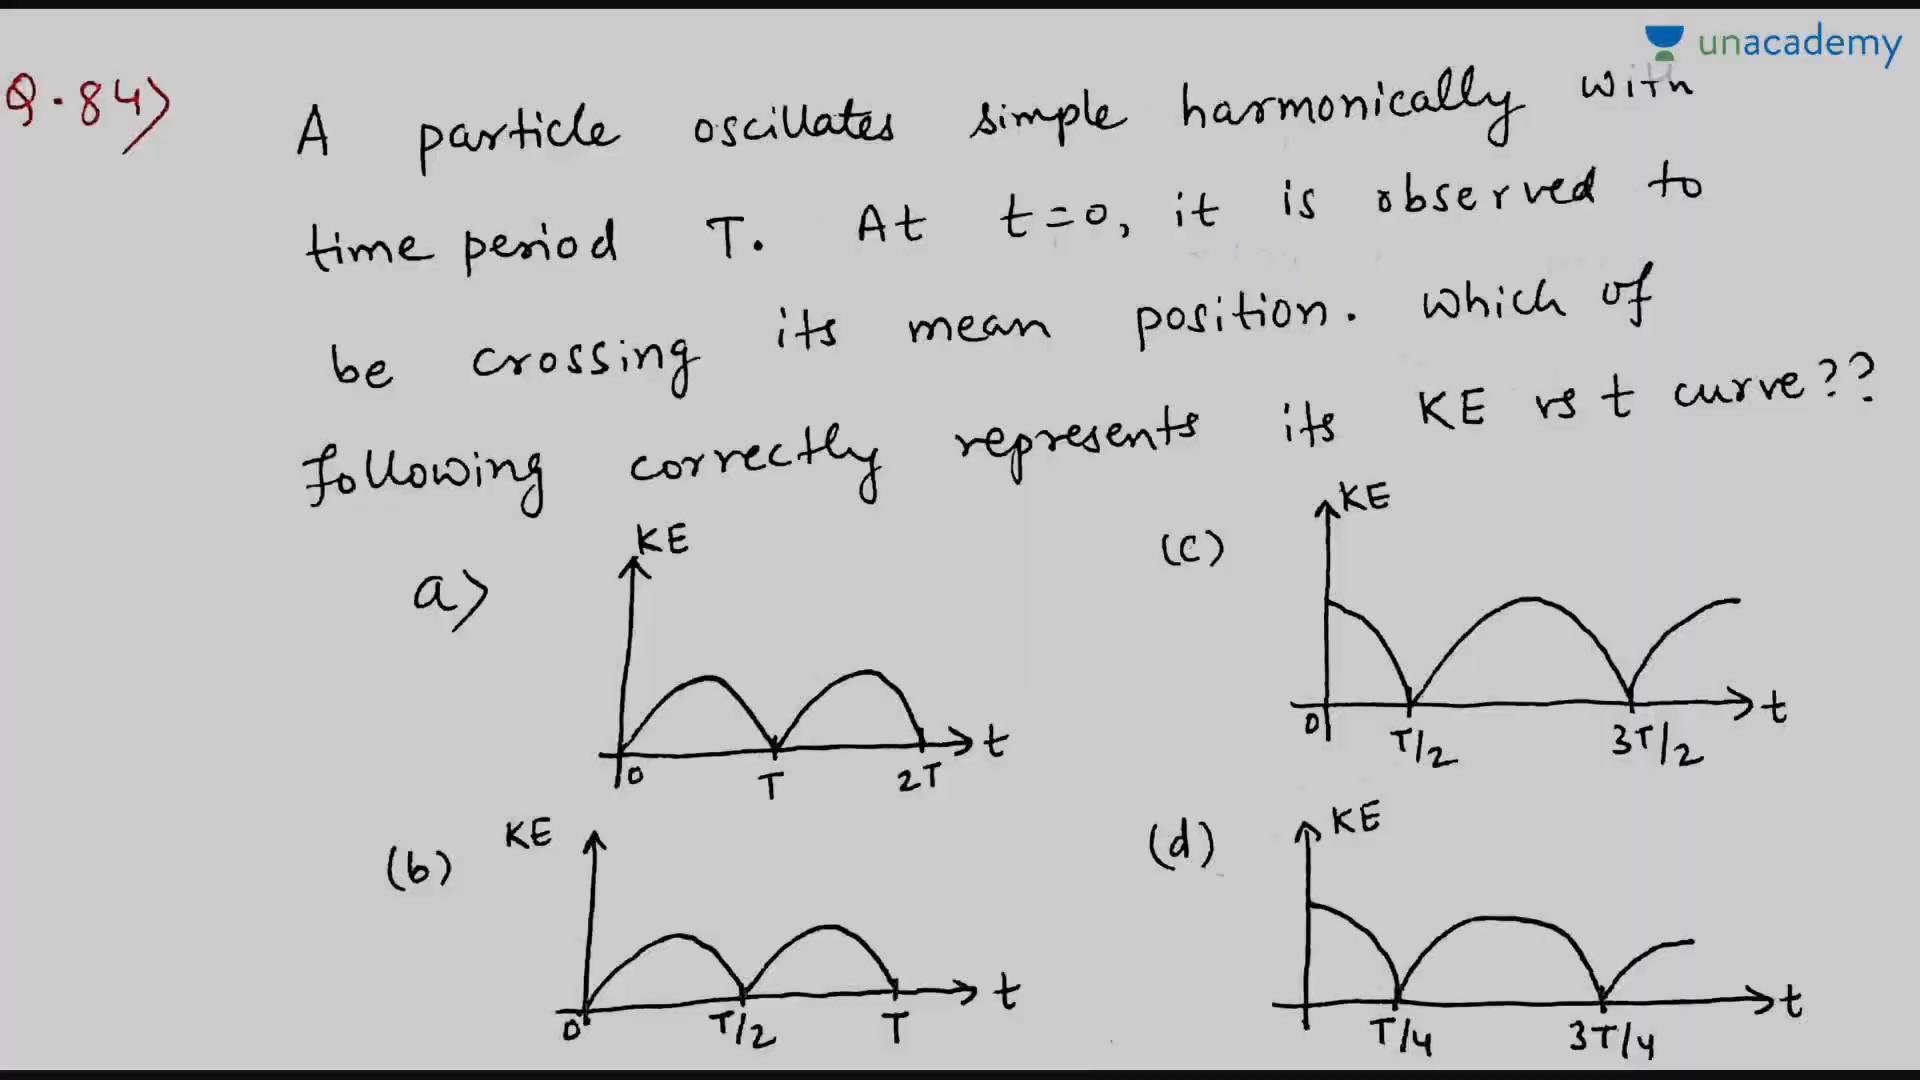 unacademy
Q.84)
A particle oscillates simple harmonically with
time period T. At t=0, it is observed to
be crossing its mean position. Which of
following correctly represents its KE vs t curve??
a)
KE
0
T
2T
t
(c)
KE
0
T/2
3T/2
t
(b)
KE
0
T/2
T
t
(d)
KE
T/4
3T/4
t